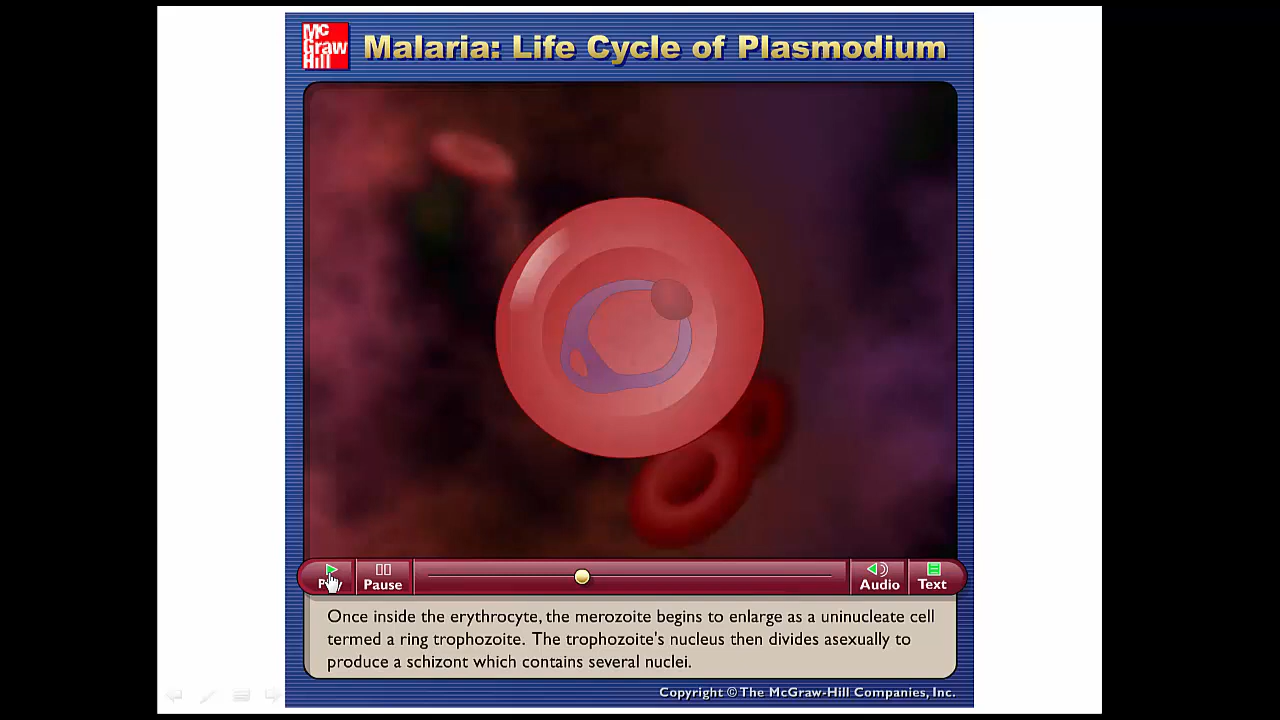 Mc
Graw
Hill
Malaria: Life Cycle of Plasmodium
Pause
Audio
Text
Once inside the erythrocyte, the merozoite begins to enlarge as a uninucleate cell
termed a ring trophozoite. The trophozoite's nucleus then divides asexually to
produce a schizont which contains several nuclei.
Copyright © The McGraw-Hill Companies, Inc.